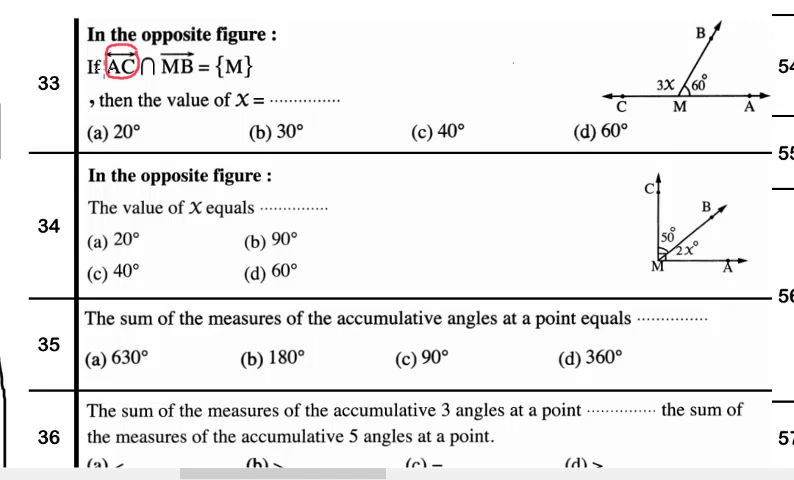 33
In the opposite figure :
If AC ∩ MB = {M}
, then the value of X = ···············
(a) 20° (b) 30° (c) 40° (d) 60°
B
3X 60°
C M A
34
In the opposite figure :
The value of X equals ···············
(a) 20° (b) 90°
(c) 40° (d) 60°
C
B
50°
2X°
M A
35
The sum of the measures of the accumulative angles at a point equals ···············
(a) 630° (b) 180° (c) 90° (d) 360°
36
The sum of the measures of the accumulative 3 angles at a point ··············· the sum of
the measures of the accumulative 5 angles at a point.
54
55
56
57